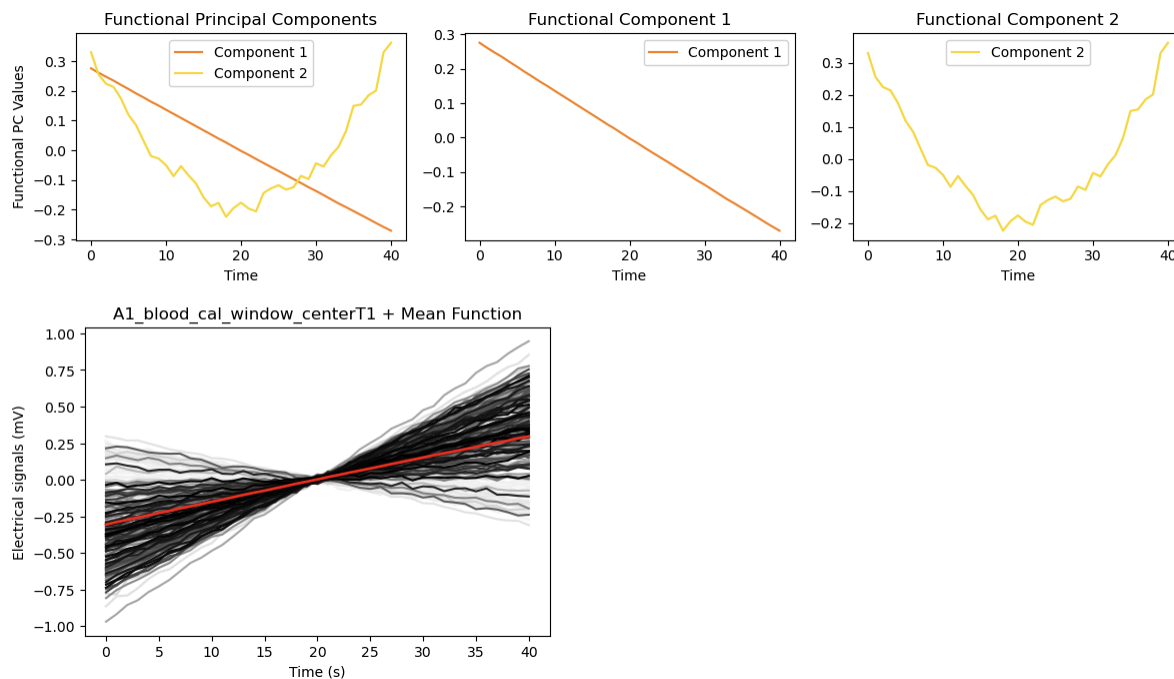 Functional Principal Components
Functional PC Values
0.3
0.2
0.1
0.0
−0.1
−0.2
−0.3
Component 1
Component 2
0 10 20 30 40
Time
Functional Component 1
0.3
0.2
0.1
0.0
−0.1
−0.2
Component 1
0 10 20 30 40
Time
Functional Component 2
0.3
0.2
0.1
0.0
−0.1
−0.2
Component 2
0 10 20 30 40
Time
A1_blood_cal_window_centerT1 + Mean Function
Electrical signals (mV)
1.00
0.75
0.50
0.25
0.00
−0.25
−0.50
−0.75
−1.00
0 5 10 15 20 25 30 35 40
Time (s)